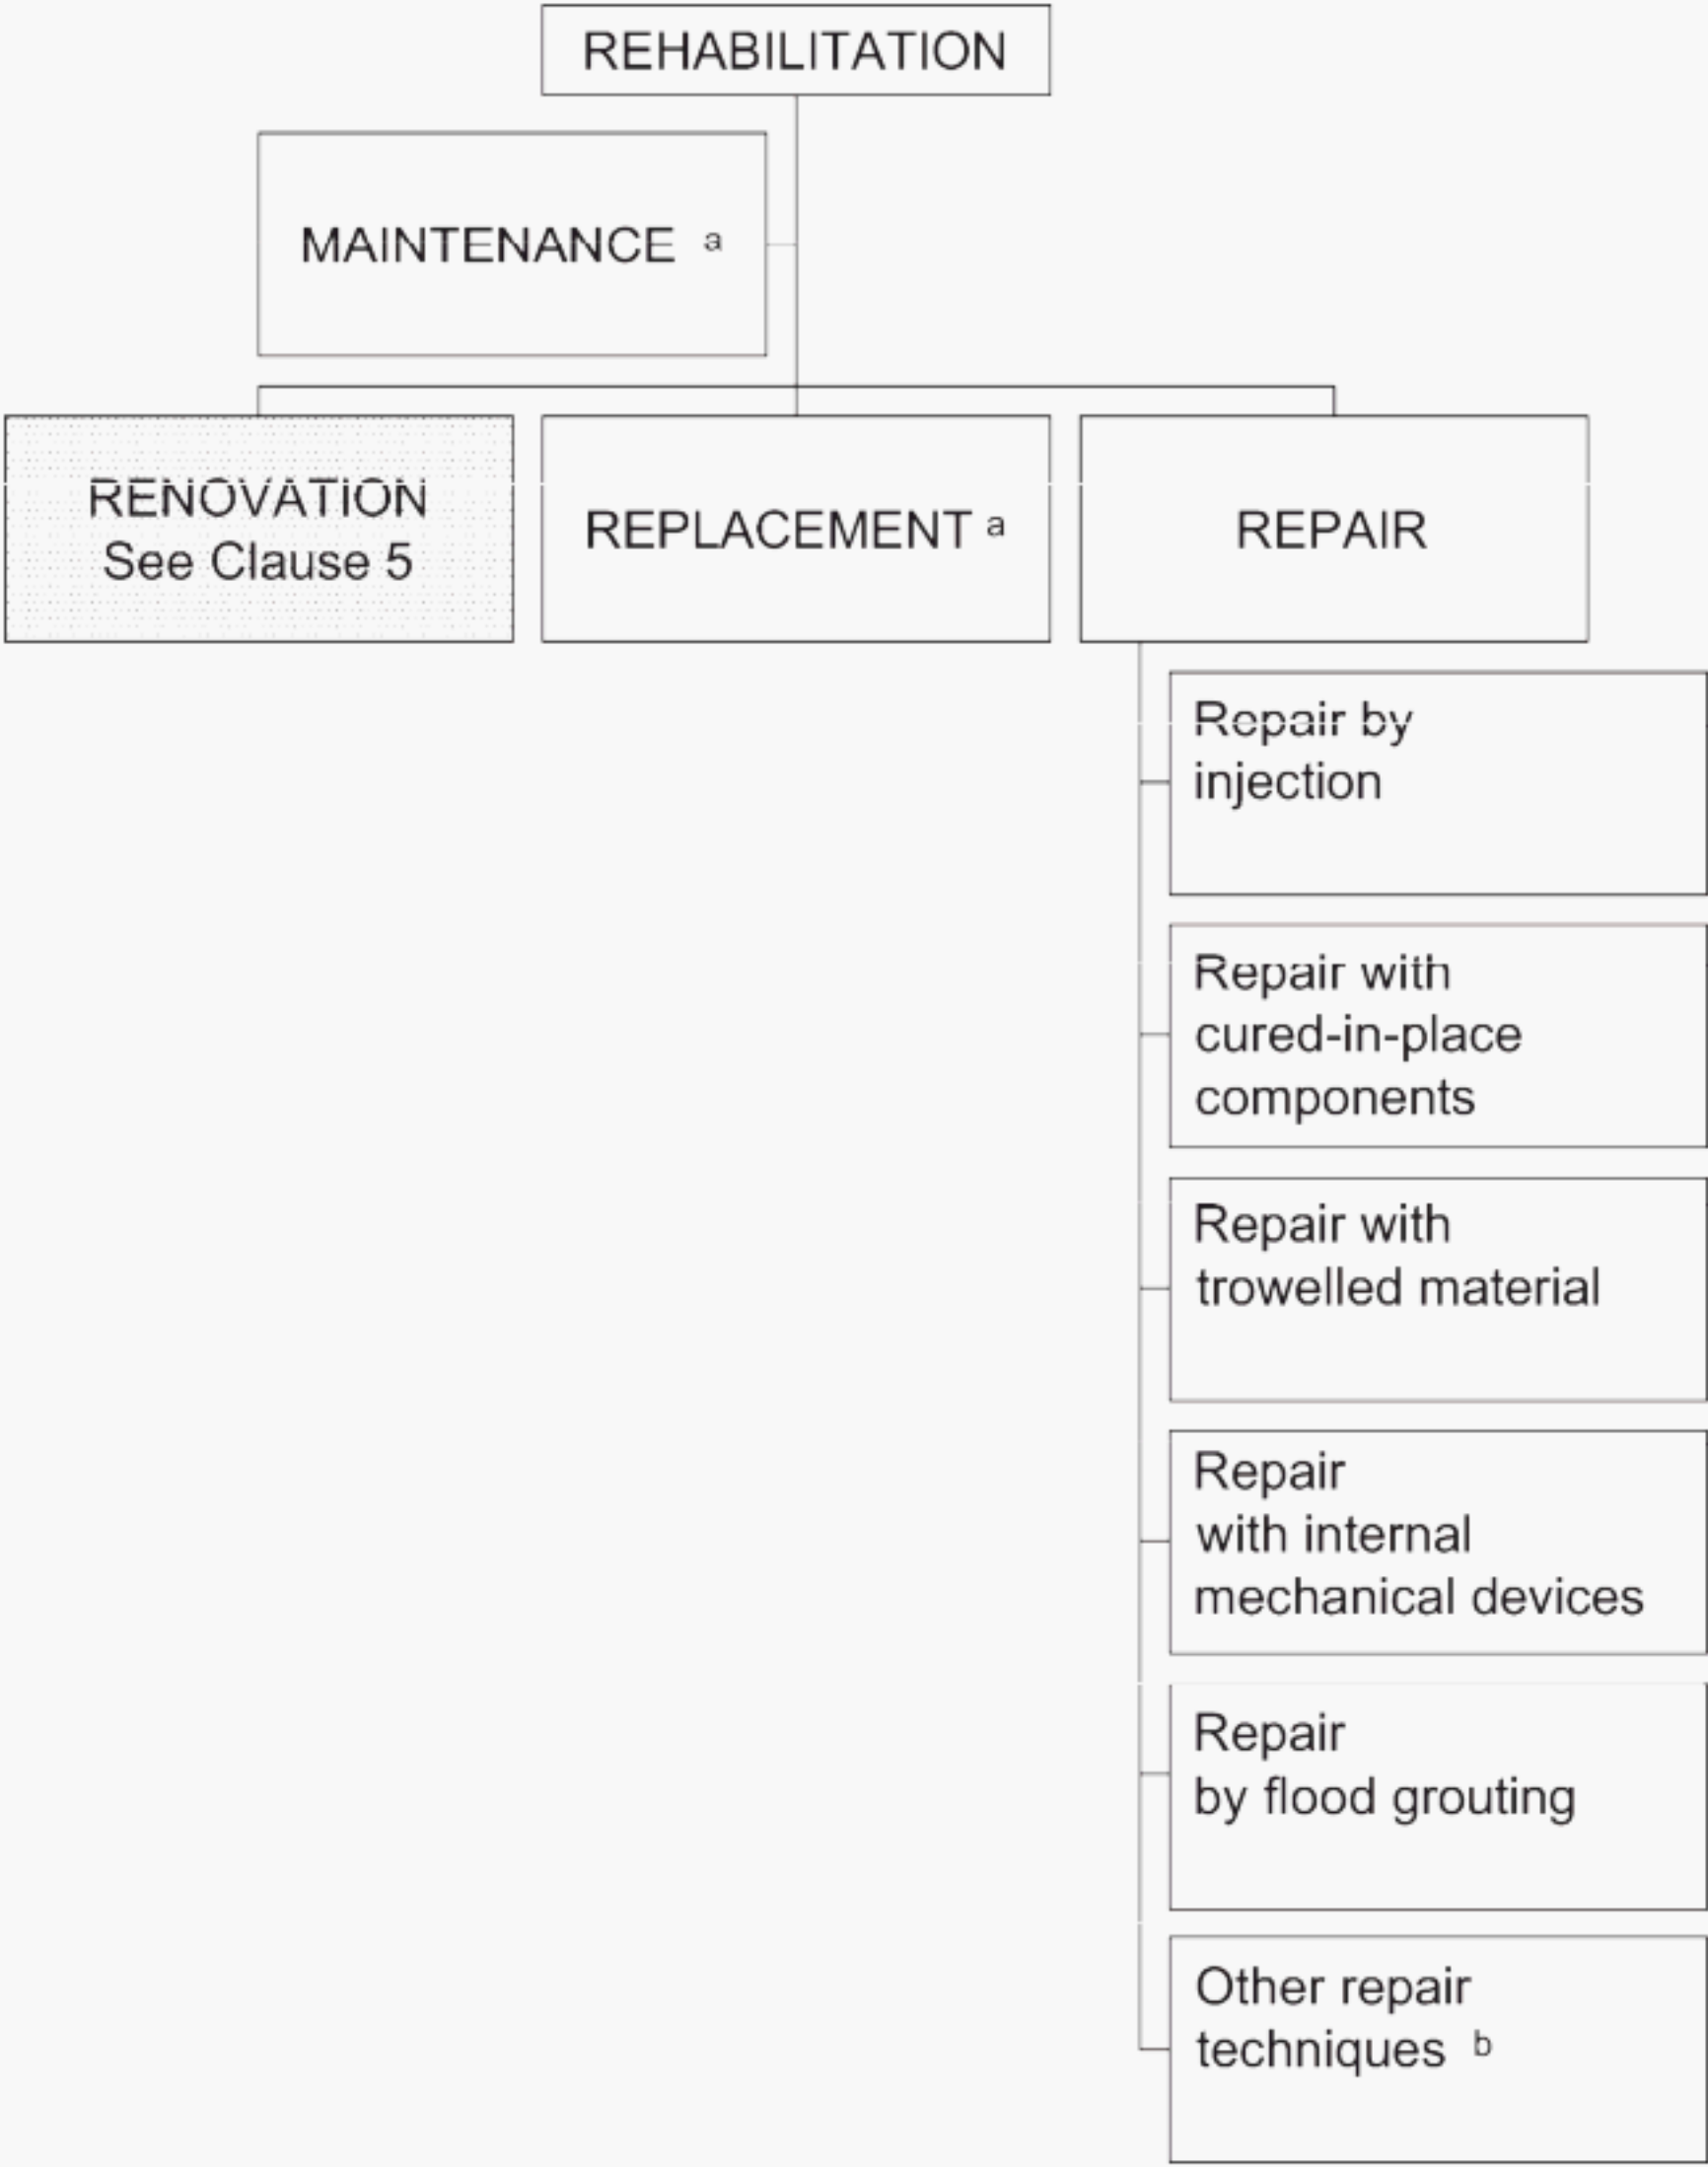 REHABILITATION
MAINTENANCE a
RENOVATION
See Clause 5
REPLACEMENT a
REPAIR
Repair by
injection
Repair with
cured-in-place
components
Repair with
trowelled material
Repair
with internal
mechanical devices
Repair
by flood grouting
Other repair
techniques b